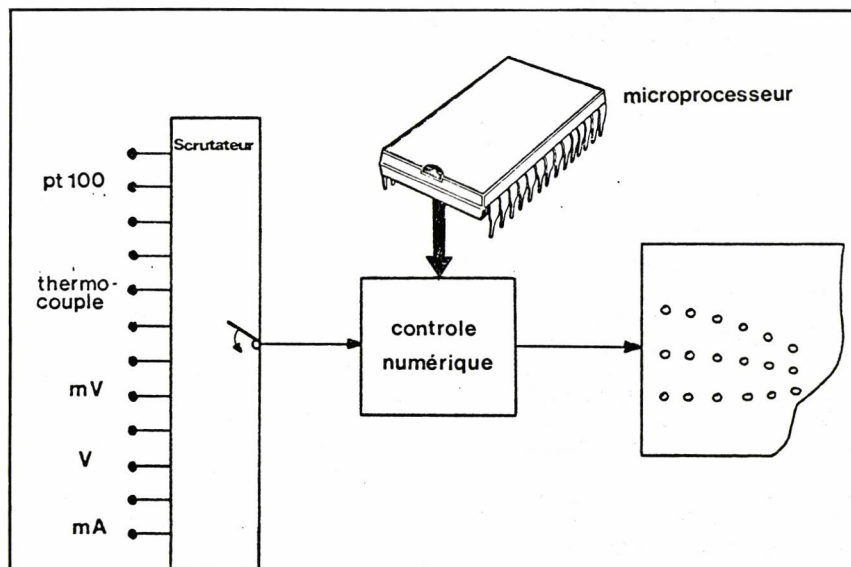 microprocesseur
Scrutateur
pt 100
thermo-
couple
controle
numérique
mV
V
mA